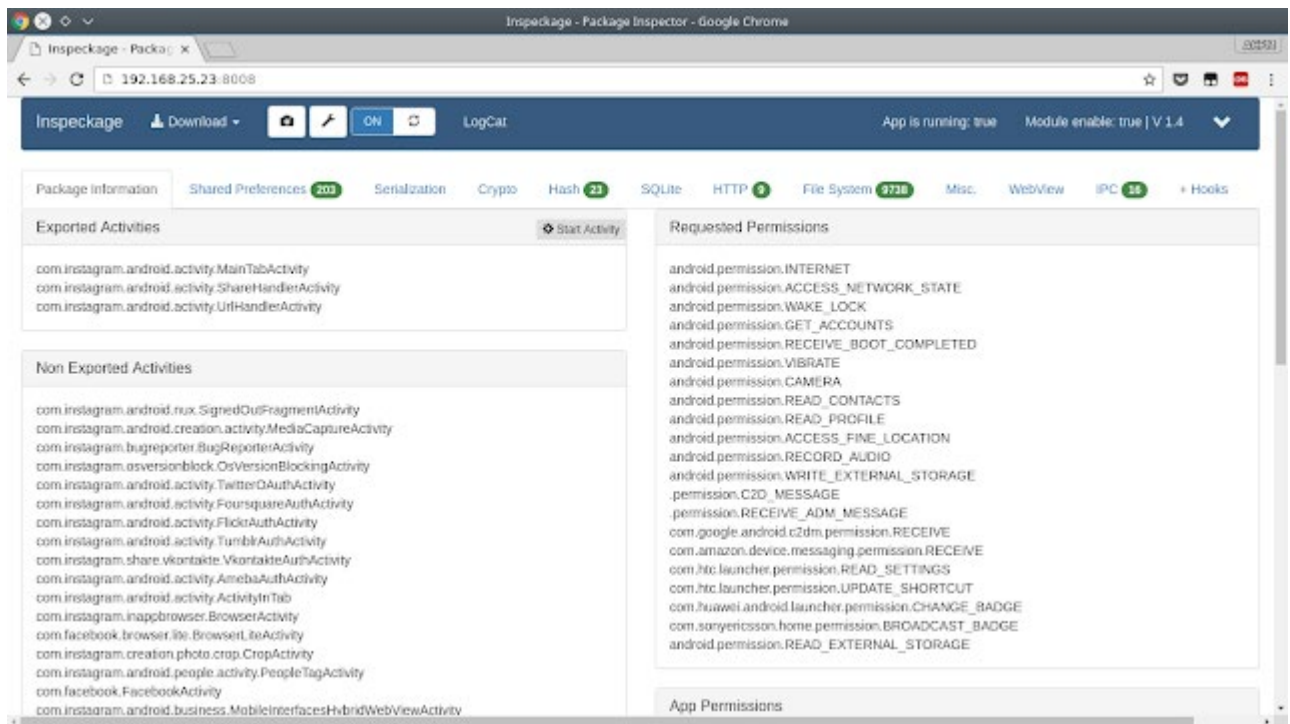 Inspeckage - Package Inspector - Google Chrome
Inspeckage - Packag
192.168.25.23:8008
Inspeckage Download ON LogCat App is running: true Module enable: true | V 1.4
Package Information Shared Preferences 203 Serialization Crypto Hash 23 SQLite HTTP 9 File System 9738 Misc. WebView IPC 16 + Hooks
Exported Activities Start Activity
com.instagram.android.activity.MainTabActivity
com.instagram.android.activity.ShareHandlerActivity
com.instagram.android.activity.UrlHandlerActivity
Non Exported Activities
com.instagram.android.nux.SignedOutFragmentActivity
com.instagram.android.creation.activity.MediaCaptureActivity
com.instagram.bugreporter.BugReporterActivity
com.instagram.osversionblock.OsVersionBlockingActivity
com.instagram.android.activity.TwitterOAuthActivity
com.instagram.android.activity.FoursquareAuthActivity
com.instagram.android.activity.FlickrAuthActivity
com.instagram.android.activity.TumblrAuthActivity
com.instagram.share.vkontakte.VkontakteAuthActivity
com.instagram.android.activity.AmebaAuthActivity
com.instagram.android.activity.ActivityInTab
com.instagram.inappbrowser.BrowserActivity
com.facebook.browser.lite.BrowserLiteActivity
com.instagram.creation.photo.crop.CropActivity
com.instagram.android.people.activity.PeopleTagActivity
com.facebook.FacebookActivity
com.instagram.android.business.MobileInterfacesHybridWebViewActivity
Requested Permissions
android.permission.INTERNET
android.permission.ACCESS_NETWORK_STATE
android.permission.WAKE_LOCK
android.permission.GET_ACCOUNTS
android.permission.RECEIVE_BOOT_COMPLETED
android.permission.VIBRATE
android.permission.CAMERA
android.permission.READ_CONTACTS
android.permission.READ_PROFILE
android.permission.ACCESS_FINE_LOCATION
android.permission.RECORD_AUDIO
android.permission.WRITE_EXTERNAL_STORAGE
.permission.C2D_MESSAGE
.permission.RECEIVE_ADM_MESSAGE
com.google.android.c2dm.permission.RECEIVE
com.amazon.device.messaging.permission.RECEIVE
com.htc.launcher.permission.READ_SETTINGS
com.htc.launcher.permission.UPDATE_SHORTCUT
com.huawei.android.launcher.permission.CHANGE_BADGE
com.sonyericsson.home.permission.BROADCAST_BADGE
android.permission.READ_EXTERNAL_STORAGE
App Permissions